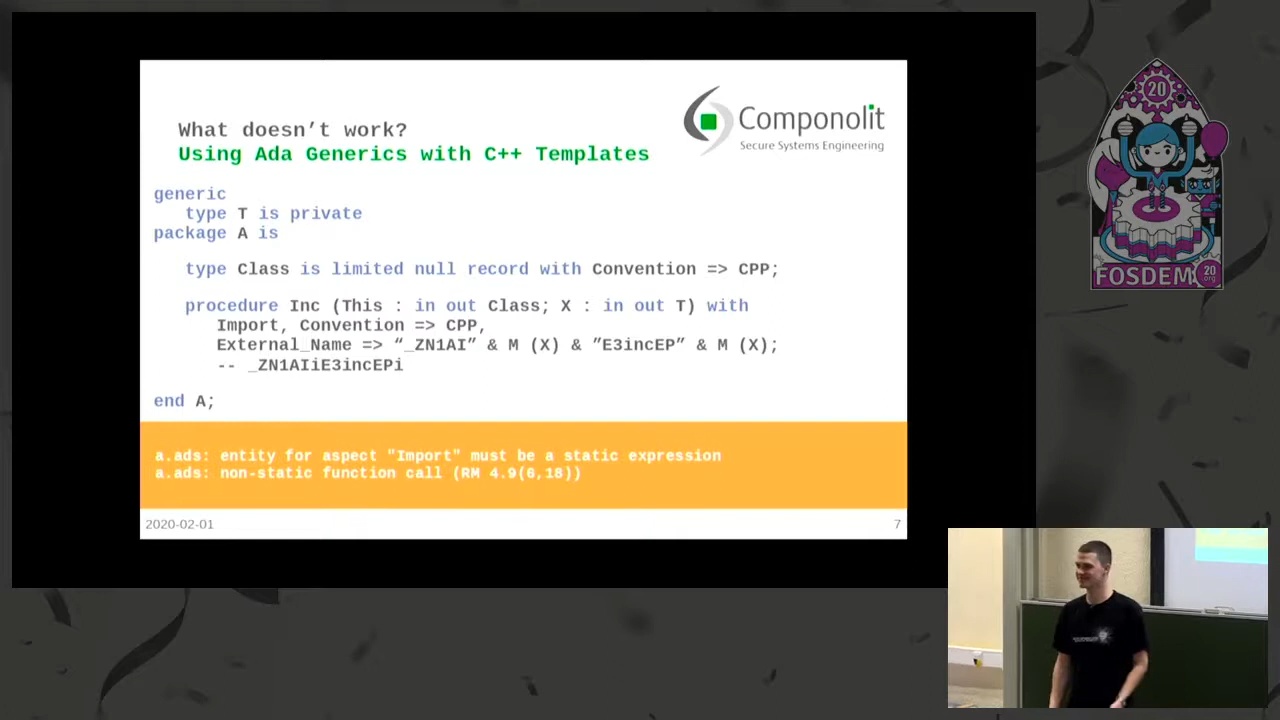 What doesn’t work?
Using Ada Generics with C++ Templates
Componolit
Secure Systems Engineering
generic
type T is private
package A is
type Class is limited null record with Convention => CPP;
procedure Inc (This : in out Class; X : in out T) with
Import, Convention => CPP,
External_Name => “_ZN1AI” & M (X) & ”E3incEP” & M (X);
-- _ZN1AIiE3incEPi
end A;
a.ads: entity for aspect "Import" must be a static expression
a.ads: non-static function call (RM 4.9(6,18))
2020-02-01
7
20
FOSDEM
20
.org